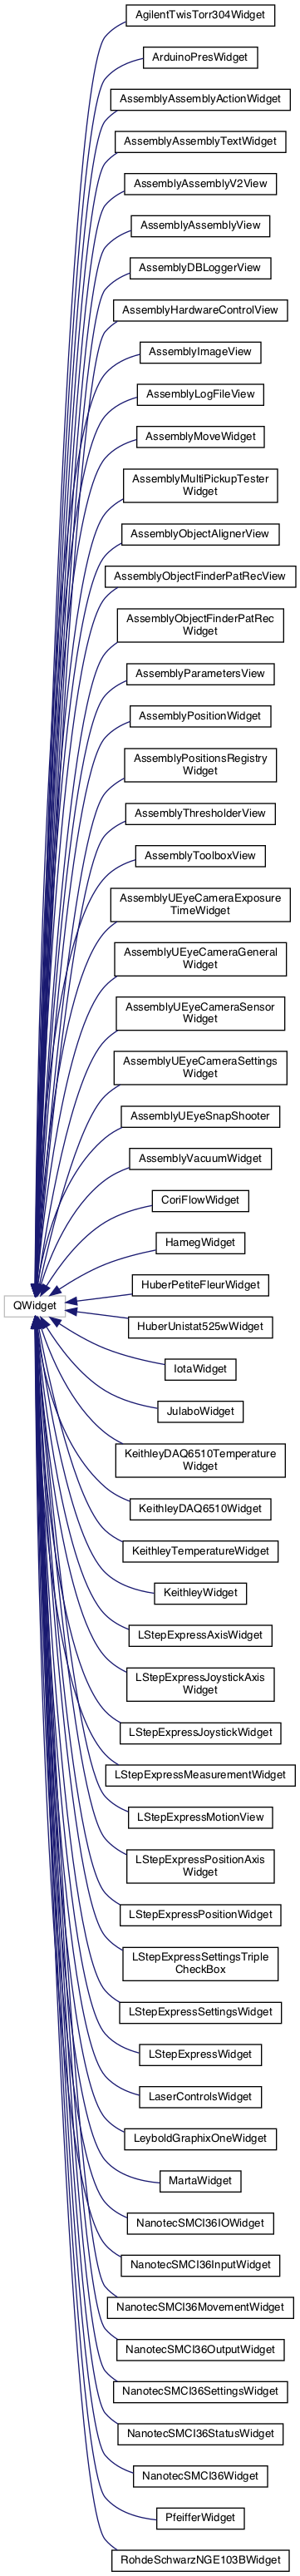 AgilentTwisTorr304Widget
ArduinoPresWidget
AssemblyAssemblyActionWidget
AssemblyAssemblyTextWidget
AssemblyAssemblyV2View
AssemblyAssemblyView
AssemblyDBLoggerView
AssemblyHardwareControlView
AssemblyImageView
AssemblyLogFileView
AssemblyMoveWidget
AssemblyMultiPickupTester
Widget
AssemblyObjectAlignerView
AssemblyObjectFinderPatRecView
AssemblyObjectFinderPatRec
Widget
AssemblyParametersView
AssemblyPositionWidget
AssemblyPositionsRegistry
Widget
AssemblyThresholderView
AssemblyToolboxView
AssemblyUEyeCameraExposure
TimeWidget
AssemblyUEyeCameraGeneral
Widget
AssemblyUEyeCameraSensor
Widget
AssemblyUEyeCameraSettings
Widget
AssemblyUEyeSnapShooter
AssemblyVacuumWidget
CoriFlowWidget
HamegWidget
HuberPetiteFleurWidget
QWidget
HuberUnistat525wWidget
IotaWidget
JulaboWidget
KeithleyDAQ6510Temperature
Widget
KeithleyDAQ6510Widget
KeithleyTemperatureWidget
KeithleyWidget
LStepExpressAxisWidget
LStepExpressJoystickAxis
Widget
LStepExpressJoystickWidget
LStepExpressMeasurementWidget
LStepExpressMotionView
LStepExpressPositionAxis
Widget
LStepExpressPositionWidget
LStepExpressSettingsTriple
CheckBox
LStepExpressSettingsWidget
LStepExpressWidget
LaserControlsWidget
LeyboldGraphixOneWidget
MartaWidget
NanotecSMCI36IOWidget
NanotecSMCI36InputWidget
NanotecSMCI36MovementWidget
NanotecSMCI36OutputWidget
NanotecSMCI36SettingsWidget
NanotecSMCI36StatusWidget
NanotecSMCI36Widget
PfeifferWidget
RohdeSchwarzNGE103BWidget